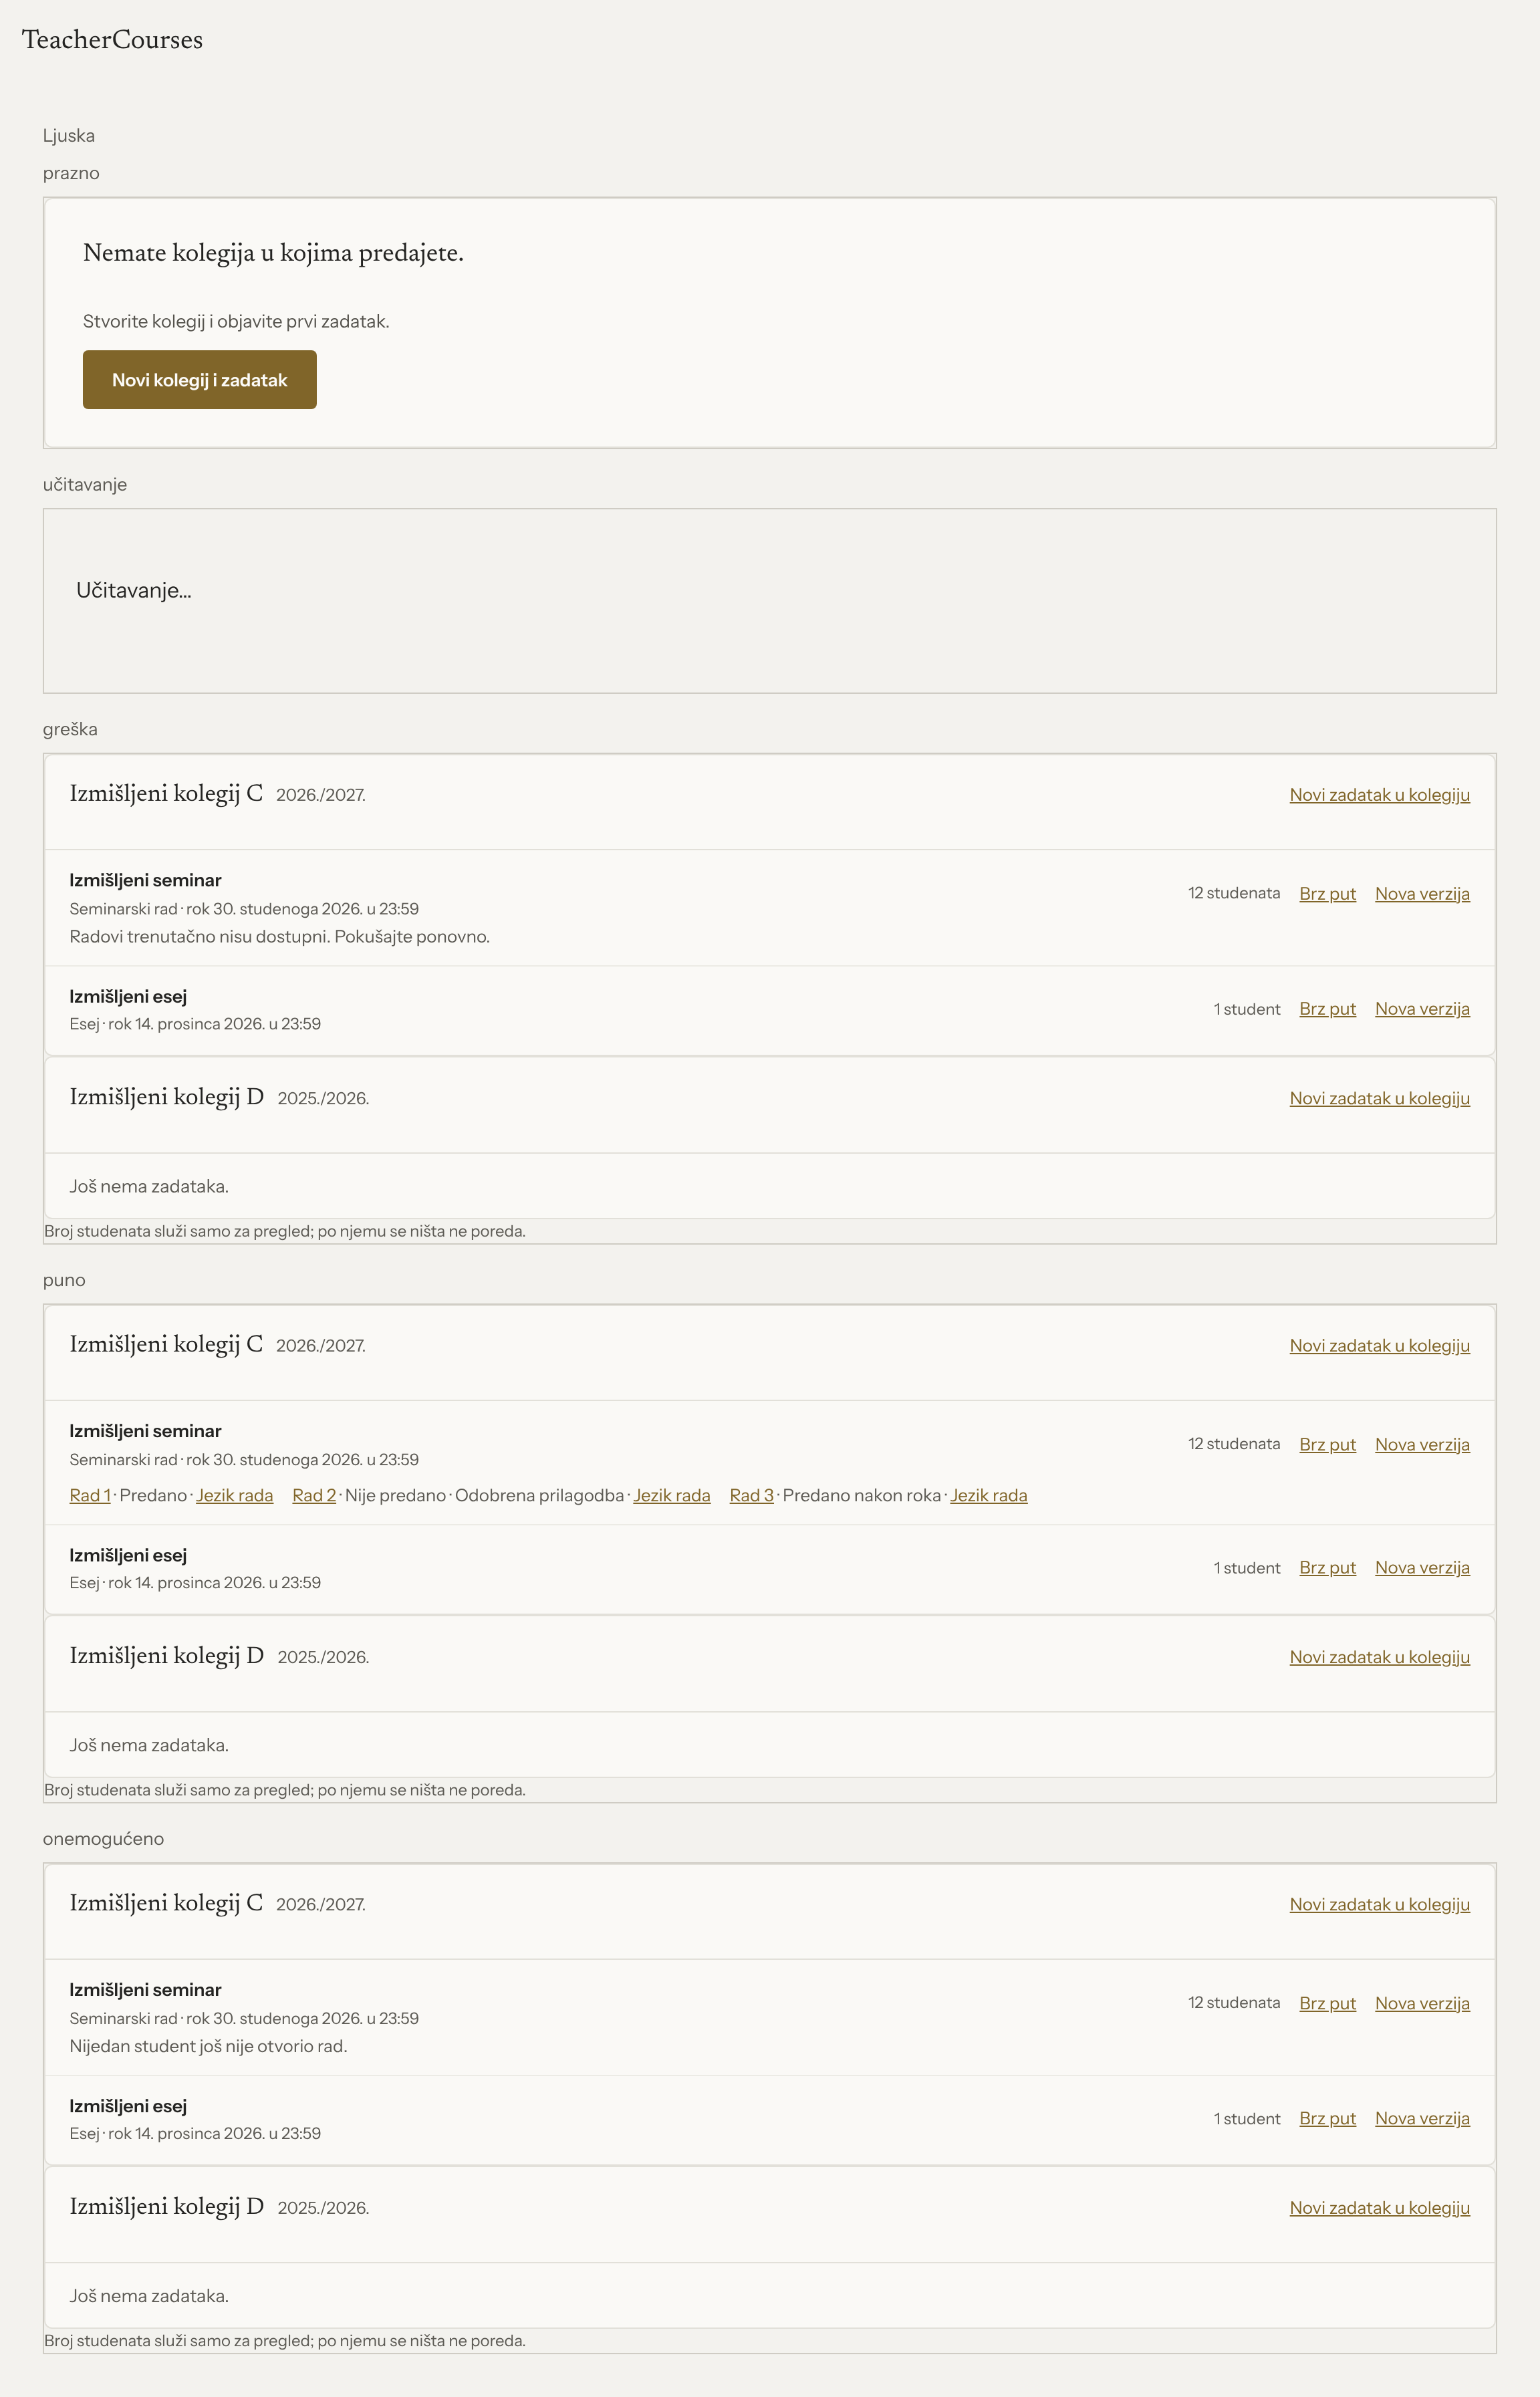 TeacherCourses
Ljuska
prazno
Nemate kolegija u kojima predajete.
Stvorite kolegij i objavite prvi zadatak.
Novi kolegij i zadatak
učitavanje
Učitavanje…
greška
Izmišljeni kolegij C 2026./2027. Novi zadatak u kolegiju
Izmišljeni seminar
Seminarski rad · rok 30. studenoga 2026. u 23:59
12 studenata Brz put Nova verzija
Radovi trenutačno nisu dostupni. Pokušajte ponovno.
Izmišljeni esej
Esej · rok 14. prosinca 2026. u 23:59
1 student Brz put Nova verzija
Izmišljeni kolegij D 2025./2026. Novi zadatak u kolegiju
Još nema zadataka.
Broj studenata služi samo za pregled; po njemu se ništa ne poreda.
puno
Izmišljeni kolegij C 2026./2027. Novi zadatak u kolegiju
Izmišljeni seminar
Seminarski rad · rok 30. studenoga 2026. u 23:59
12 studenata Brz put Nova verzija
Rad 1 · Predano · Jezik rada Rad 2 · Nije predano · Odobrena prilagodba · Jezik rada Rad 3 · Predano nakon roka · Jezik rada
Izmišljeni esej
Esej · rok 14. prosinca 2026. u 23:59
1 student Brz put Nova verzija
Izmišljeni kolegij D 2025./2026. Novi zadatak u kolegiju
Još nema zadataka.
Broj studenata služi samo za pregled; po njemu se ništa ne poreda.
onemogućeno
Izmišljeni kolegij C 2026./2027. Novi zadatak u kolegiju
Izmišljeni seminar
Seminarski rad · rok 30. studenoga 2026. u 23:59
12 studenata Brz put Nova verzija
Nijedan student još nije otvorio rad.
Izmišljeni esej
Esej · rok 14. prosinca 2026. u 23:59
1 student Brz put Nova verzija
Izmišljeni kolegij D 2025./2026. Novi zadatak u kolegiju
Još nema zadataka.
Broj studenata služi samo za pregled; po njemu se ništa ne poreda.